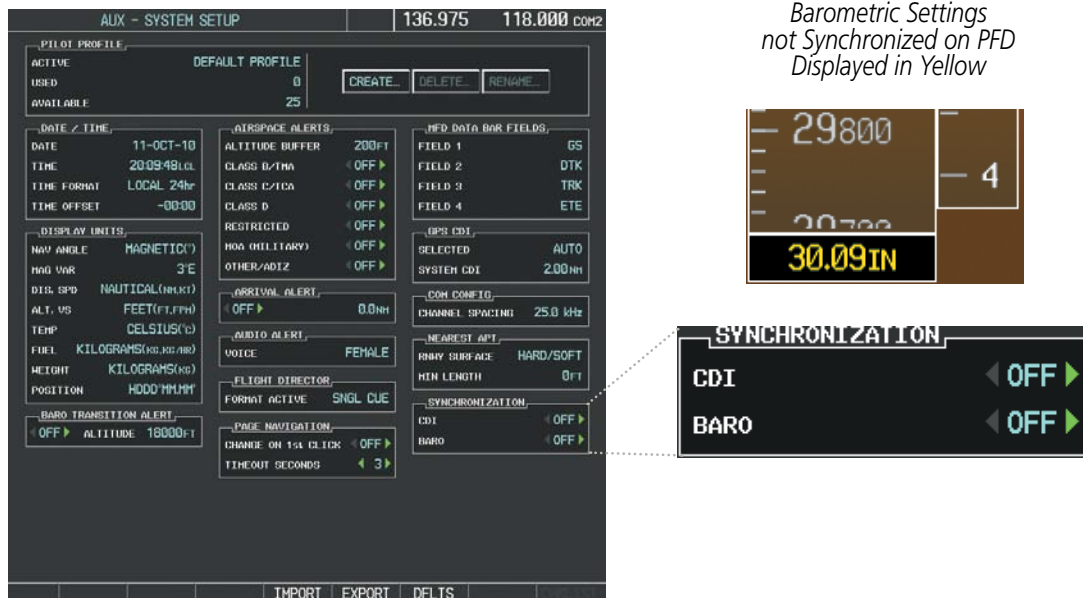 AUX - SYSTEM SETUP
136.975 118.000 COM2
PILOT PROFILE
ACTIVE DEFAULT PROFILE
USED 0
AVAILABLE 25
CREATE… DELETE… RENAME…
DATE / TIME
DATE 11-OCT-10
TIME 20:09:48LCL
TIME FORMAT LOCAL 24hr
TIME OFFSET -00:00
DISPLAY UNITS
NAV ANGLE MAGNETIC(°)
MAG VAR 3°E
DIS, SPD NAUTICAL(NM,KT)
ALT, VS FEET(FT,FPM)
TEMP CELSIUS(°C)
FUEL KILOGRAMS(KG,KG/HR)
WEIGHT KILOGRAMS(KG)
POSITION HDDD°MM.MM'
BARO TRANSITION ALERT
OFF ALTITUDE 18000FT
AIRSPACE ALERTS
ALTITUDE BUFFER 200FT
CLASS B/TMA OFF
CLASS C/TCA OFF
CLASS D OFF
RESTRICTED OFF
MOA (MILITARY) OFF
OTHER/ADIZ OFF
ARRIVAL ALERT
OFF 0.0NM
AUDIO ALERT
VOICE FEMALE
FLIGHT DIRECTOR
FORMAT ACTIVE SNGL CUE
PAGE NAVIGATION
CHANGE ON 1st CLICK OFF
TIMEOUT SECONDS 3
MFD DATA BAR FIELDS
FIELD 1 GS
FIELD 2 DTK
FIELD 3 TRK
FIELD 4 ETE
GPS CDI
SELECTED AUTO
SYSTEM CDI 2.00NM
COM CONFIG
CHANNEL SPACING 25.0 kHz
NEAREST APT
RNWY SURFACE HARD/SOFT
MIN LENGTH 0FT
SYNCHRONIZATION
CDI OFF
BARO OFF
IMPORT EXPORT DFLTS
Barometric Settings
not Synchronized on PFD
Displayed in Yellow
29800
4
30.09IN
SYNCHRONIZATION
CDI OFF
BARO OFF